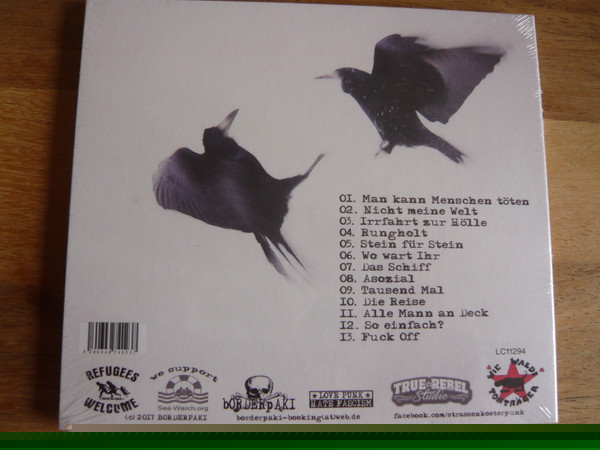 01. Man kann Menschen töten
02. Nicht meine Welt
03. Irrfahrt zur Hölle
04. Rungholt
05. Stein für Stein
06. Wo wart Ihr
07. Das Schiff
08. Asozial
09. Tausend Mal
10. Die Reise
11. Alle Mann an Deck
12. So einfach?
13. Fuck Off
LC11294
REFUGEES
WELCOME
we support
Sea-Watch.org
BORDERPAKI
LOVE PUNK
HATE FASCISM
TRUE REBEL
Studio
(c) 2017 BORDERPAKI
borderpaki-booking(at)web.de
facebook.com/strassenkoeterpunk